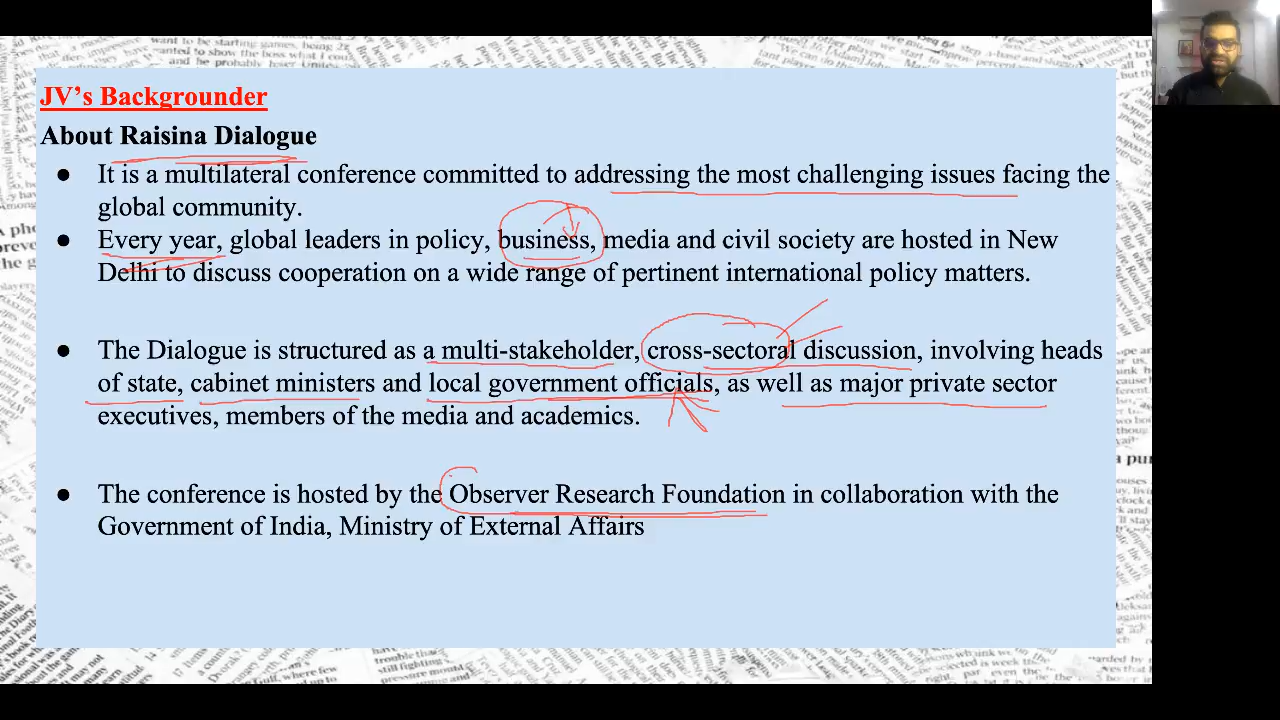 JV’s Backgrounder
About Raisina Dialogue
● It is a multilateral conference committed to addressing the most challenging issues facing the
global community.
● Every year, global leaders in policy, business, media and civil society are hosted in New
Delhi to discuss cooperation on a wide range of pertinent international policy matters.
● The Dialogue is structured as a multi-stakeholder, cross-sectoral discussion, involving heads
of state, cabinet ministers and local government officials, as well as major private sector
executives, members of the media and academics.
● The conference is hosted by the Observer Research Foundation in collaboration with the
Government of India, Ministry of External Affairs